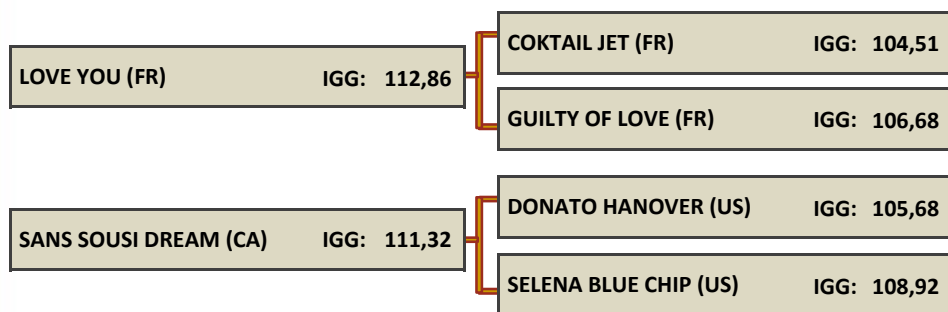 COKTAIL JET (FR) IGG: 104,51
LOVE YOU (FR) IGG: 112,86
GUILTY OF LOVE (FR) IGG: 106,68
DONATO HANOVER (US) IGG: 105,68
SANS SOUSI DREAM (CA) IGG: 111,32
SELENA BLUE CHIP (US) IGG: 108,92